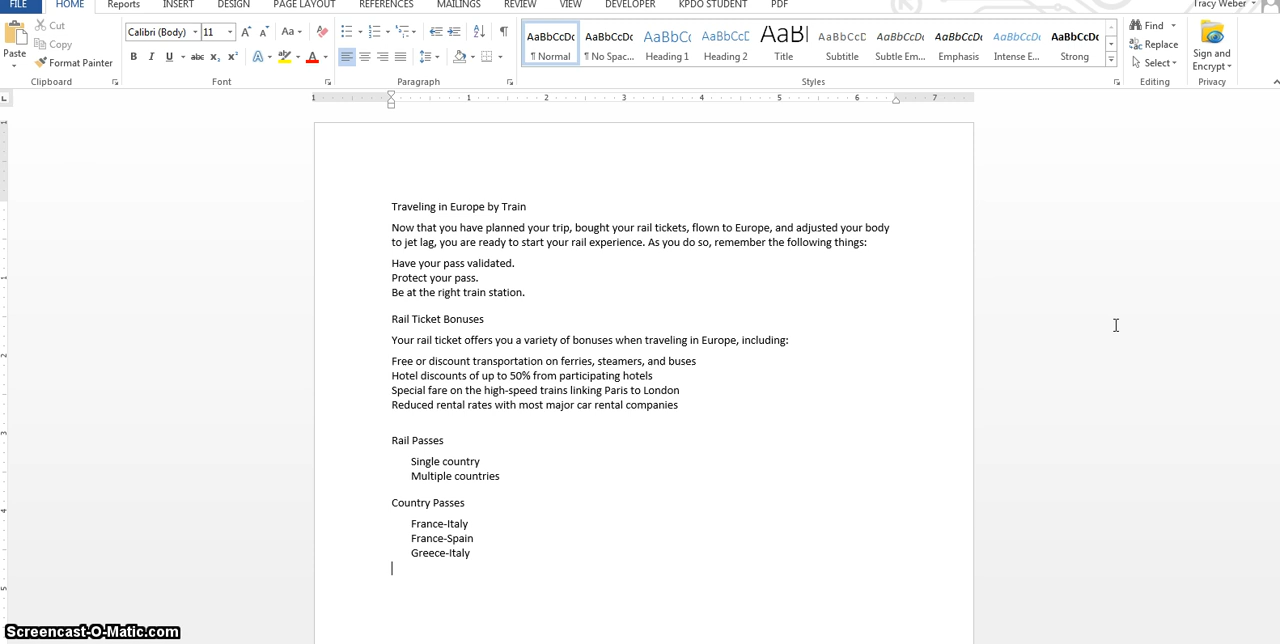 FILE HOME Reports INSERT DESIGN PAGE LAYOUT REFERENCES MAILINGS REVIEW VIEW DEVELOPER KPDO STUDENT PDF Tracy Weber
Paste
Cut
Copy
Format Painter
Clipboard
Calibri (Body) 11
Font
Paragraph
AaBbCcDc AaBbCcDc AaBbCc AaBbCcD AaBl AaBbCcD AaBbCcDc AaBbCcDc AaBbCcDc AaBbCcDc
¶ Normal ¶ No Spac... Heading 1 Heading 2 Title Subtitle Subtle Em... Emphasis Intense E... Strong
Styles
Find
Replace
Select
Editing
Sign and
Encrypt
Privacy
1 1 2 3 4 5 6 7
Traveling in Europe by Train
Now that you have planned your trip, bought your rail tickets, flown to Europe, and adjusted your body
to jet lag, you are ready to start your rail experience. As you do so, remember the following things:
Have your pass validated.
Protect your pass.
Be at the right train station.
Rail Ticket Bonuses
Your rail ticket offers you a variety of bonuses when traveling in Europe, including:
Free or discount transportation on ferries, steamers, and buses
Hotel discounts of up to 50% from participating hotels
Special fare on the high-speed trains linking Paris to London
Reduced rental rates with most major car rental companies
Rail Passes
Single country
Multiple countries
Country Passes
France-Italy
France-Spain
Greece-Italy
Screencast-O-Matic.com